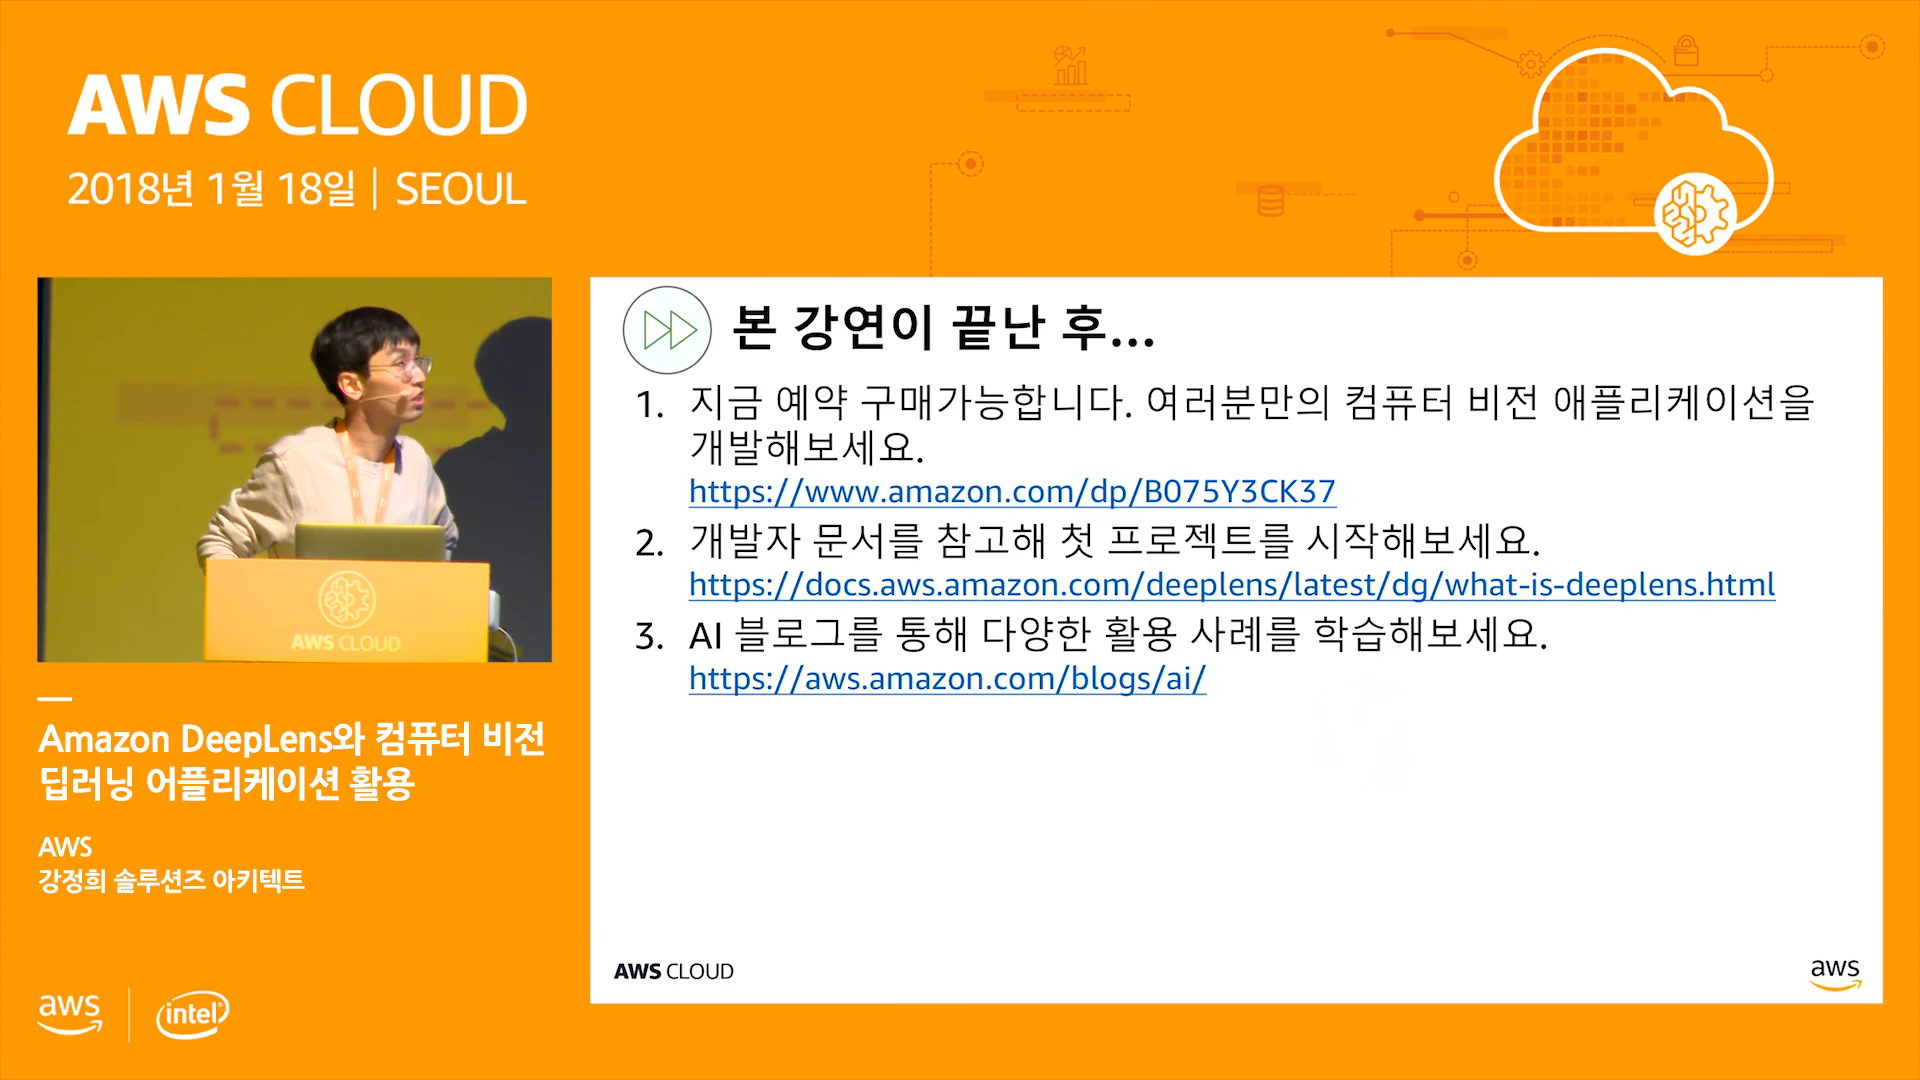 AWS CLOUD
2018년 1월 18일 | SEOUL
AWS CLOUD
Amazon DeepLens와 컴퓨터 비전
딥러닝 어플리케이션 활용
AWS
강정희 솔루션즈 아키텍트
aws
intel
본 강연이 끝난 후...
1. 지금 예약 구매가능합니다. 여러분만의 컴퓨터 비전 애플리케이션을
개발해보세요.
https://www.amazon.com/dp/B075Y3CK37
2. 개발자 문서를 참고해 첫 프로젝트를 시작해보세요.
https://docs.aws.amazon.com/deeplens/latest/dg/what-is-deeplens.html
3. AI 블로그를 통해 다양한 활용 사례를 학습해보세요.
https://aws.amazon.com/blogs/ai/
AWS CLOUD
aws